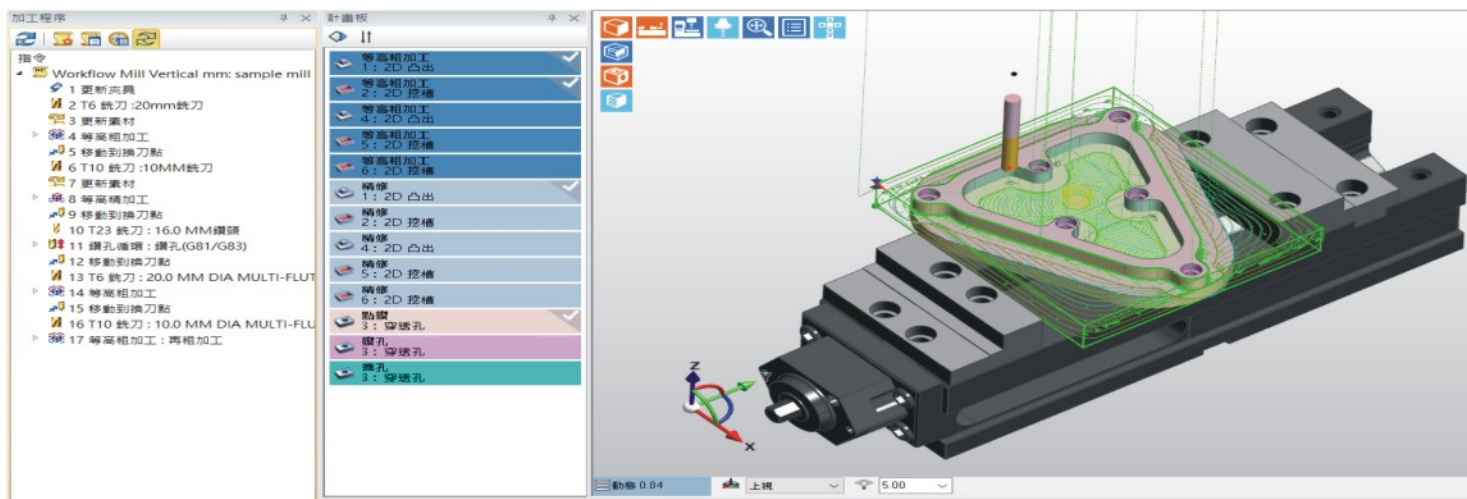 加工程序
指令
Workflow Mill Vertical mm: sample mill
1 更新夾具
2 T6 銑刀 :20mm銑刀
3 更新素材
4 等高粗加工
5 移動到換刀點
6 T10 銑刀 :10MM銑刀
7 更新素材
8 等高精加工
9 移動到換刀點
10 T23 銑刀 : 16.0 MM鑽頭
11 鑽孔循環 : 鑽孔(G81/G83)
12 移動到換刀點
13 T6 銑刀 : 20.0 MM DIA MULTI-FLUT
14 等高粗加工
15 移動到換刀點
16 T10 銑刀 : 10.0 MM DIA MULTI-FLU
17 等高粗加工 : 再粗加工
計畫板
等高粗加工
1 : 2D 凸出
等高粗加工
2 : 2D 挖槽
等高粗加工
4 : 2D 凸出
等高粗加工
5 : 2D 挖槽
等高粗加工
6 : 2D 挖槽
精修
1 : 2D 凸出
精修
2 : 2D 挖槽
精修
4 : 2D 凸出
精修
5 : 2D 挖槽
精修
6 : 2D 挖槽
點鑽
3 : 穿透孔
鑽孔
3 : 穿透孔
3 : 穿透孔
Z
X
動態 0.84
上視
5.00